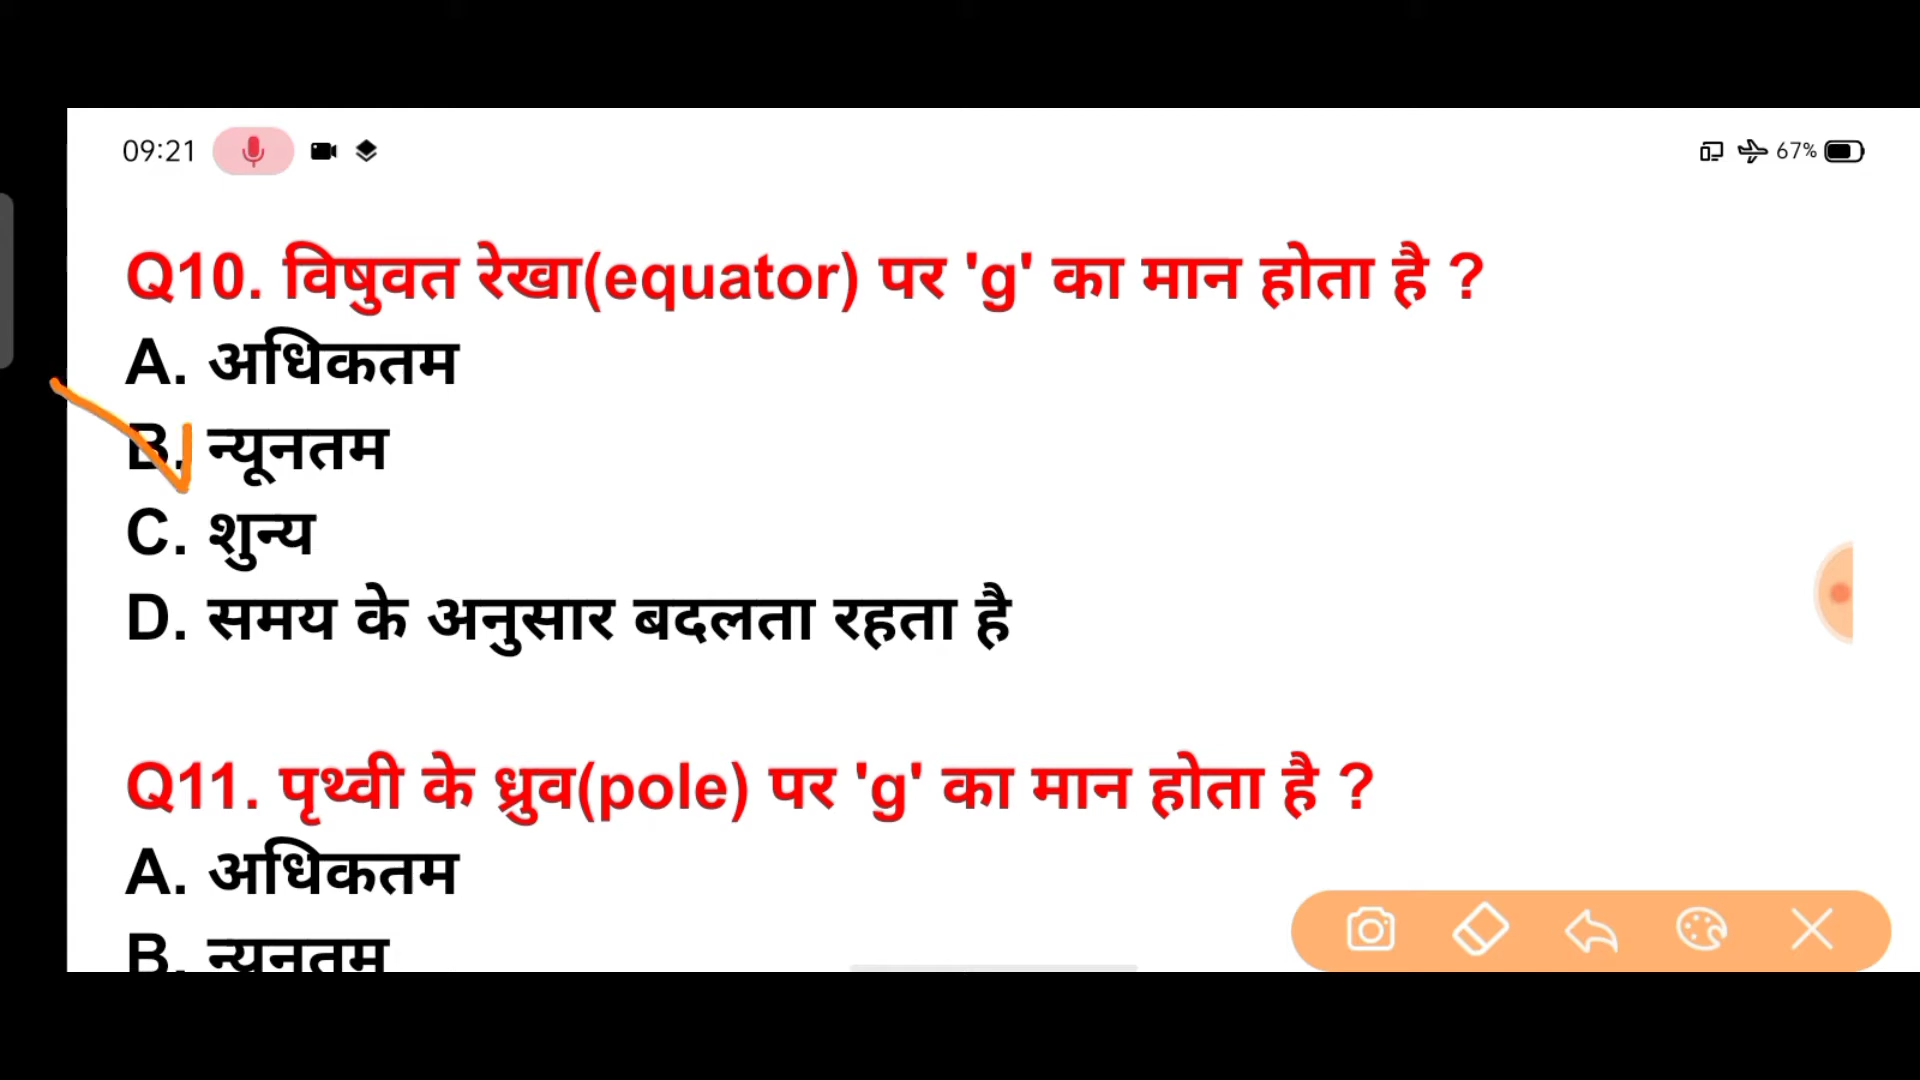 09:21
67%
Q10. विषुवत रेखा(equator) पर 'g' का मान होता है ?
A. अधिकतम
B. न्यूनतम
C. शुन्य
D. समय के अनुसार बदलता रहता है
Q11. पृथ्वी के ध्रुव(pole) पर 'g' का मान होता है ?
A. अधिकतम
B. न्यूनतम